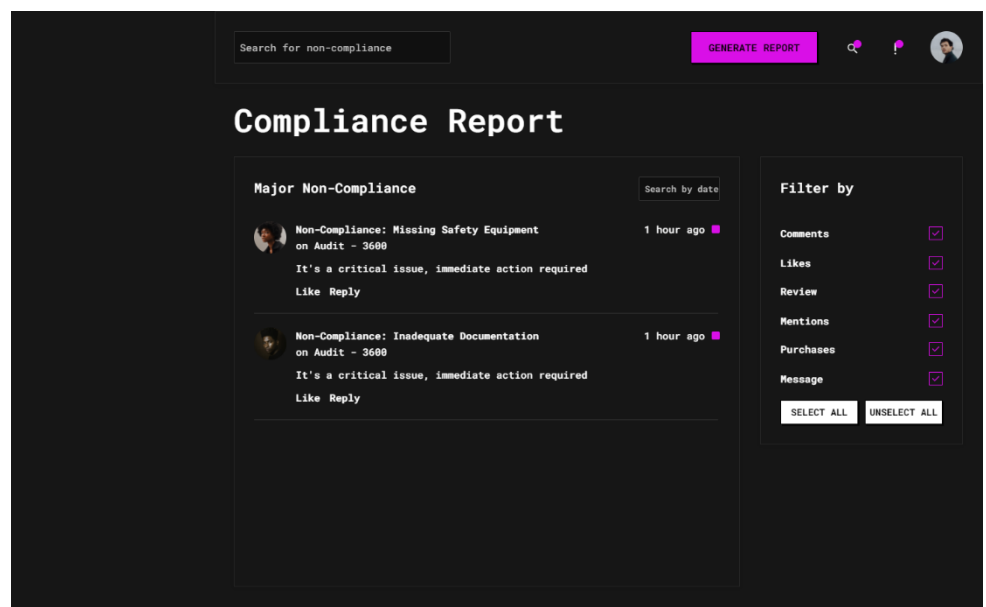 Search for non-compliance
GENERATE REPORT
Compliance Report
Major Non-Compliance
Search by date
Non-Compliance: Missing Safety Equipment
on Audit - 3600
1 hour ago
It's a critical issue, immediate action required
Like Reply
Non-Compliance: Inadequate Documentation
on Audit - 3600
1 hour ago
It's a critical issue, immediate action required
Like Reply
Filter by
Comments
Likes
Review
Mentions
Purchases
Message
SELECT ALL
UNSELECT ALL